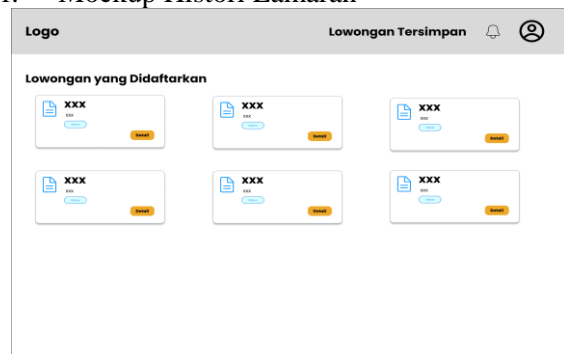 Mockup Histori Lamaran
Logo
Lowongan Tersimpan
Lowongan yang Didaftarkan
XXX
xxx
Detail
XXX
xxx
Detail
XXX
xxx
Detail
XXX
xxx
Detail
XXX
xxx
Detail
XXX
xxx
Detail